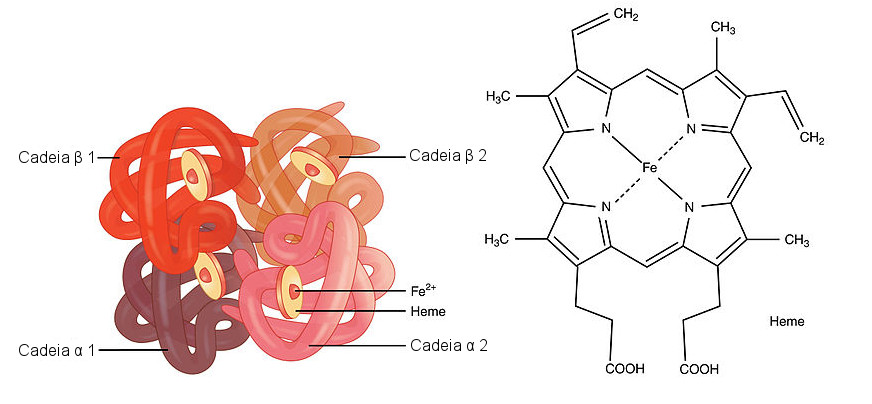 Cadeia β 1
Cadeia β 2
Fe2+
Heme
Cadeia α 1
Cadeia α 2
CH2
CH3
H3C
CH2
N
N
Fe
N
N
H3C
CH3
Heme
COOH
COOH